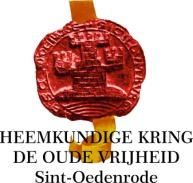 HEEMKUNDIGE KRING
DE OUDE VRIJHEID
Sint-Oedenrode